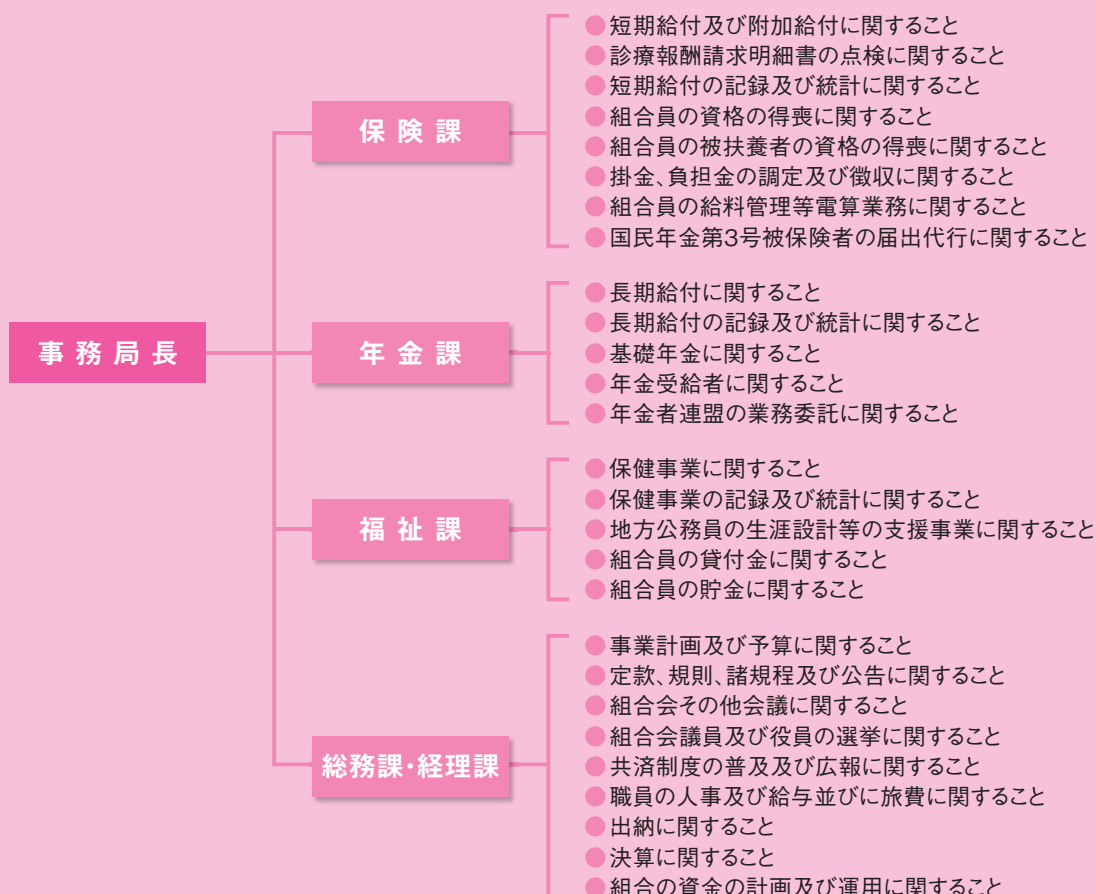 事務局長
保険課
●短期給付及び附加給付に関すること
●診療報酬請求明細書の点検に関すること
●短期給付の記録及び統計に関すること
●組合員の資格の得喪に関すること
●組合員の被扶養者の資格の得喪に関すること
●掛金、負担金の調定及び徴収に関すること
●組合員の給料管理等電算業務に関すること
●国民年金第3号被保険者の届出代行に関すること
年金課
●長期給付に関すること
●長期給付の記録及び統計に関すること
●基礎年金に関すること
●年金受給者に関すること
●年金者連盟の業務委託に関すること
福祉課
●保健事業に関すること
●保健事業の記録及び統計に関すること
●地方公務員の生涯設計等の支援事業に関すること
●組合員の貸付金に関すること
●組合員の貯金に関すること
総務課・経理課
●事業計画及び予算に関すること
●定款、規則、諸規程及び公告に関すること
●組合会その他会議に関すること
●組合会議員及び役員の選挙に関すること
●共済制度の普及及び広報に関すること
●職員の人事及び給与並びに旅費に関すること
●出納に関すること
●決算に関すること
●組合の資金の計画及び運用に関すること